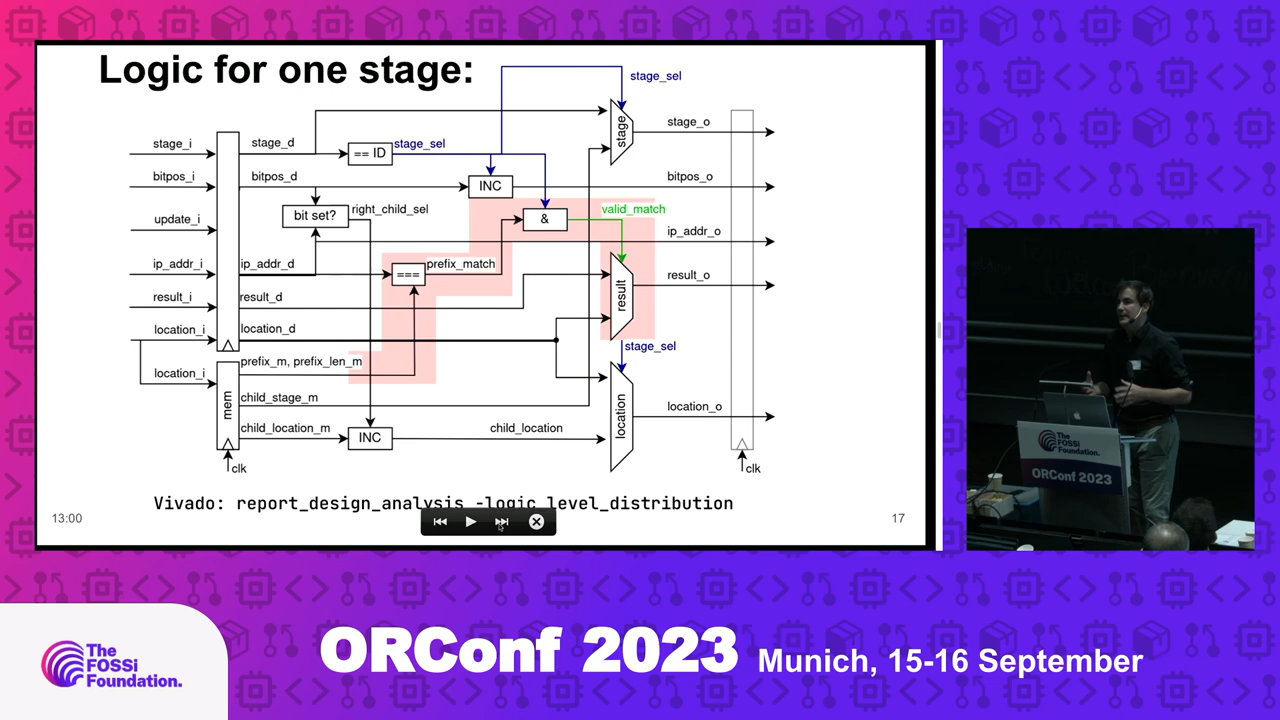 Logic for one stage:
stage_sel
stage_i
stage_d
== ID
stage_sel
stage
stage_o
bitpos_i
bitpos_d
INC
bitpos_o
update_i
bit set?
right_child_sel
&
valid_match
ip_addr_o
ip_addr_i
ip_addr_d
===
prefix_match
result
result_o
result_i
result_d
location_i
location_d
stage_sel
location_i
prefix_m, prefix_len_m
mem
child_stage_m
location
location_o
child_location_m
INC
child_location
clk
clk
Vivado: report_design_analysis -logic_level_distribution
13:00
17
The
FOSSi
Foundation.
ORConf 2023
The
FOSSi
Foundation.
ORConf 2023
Munich, 15-16 September